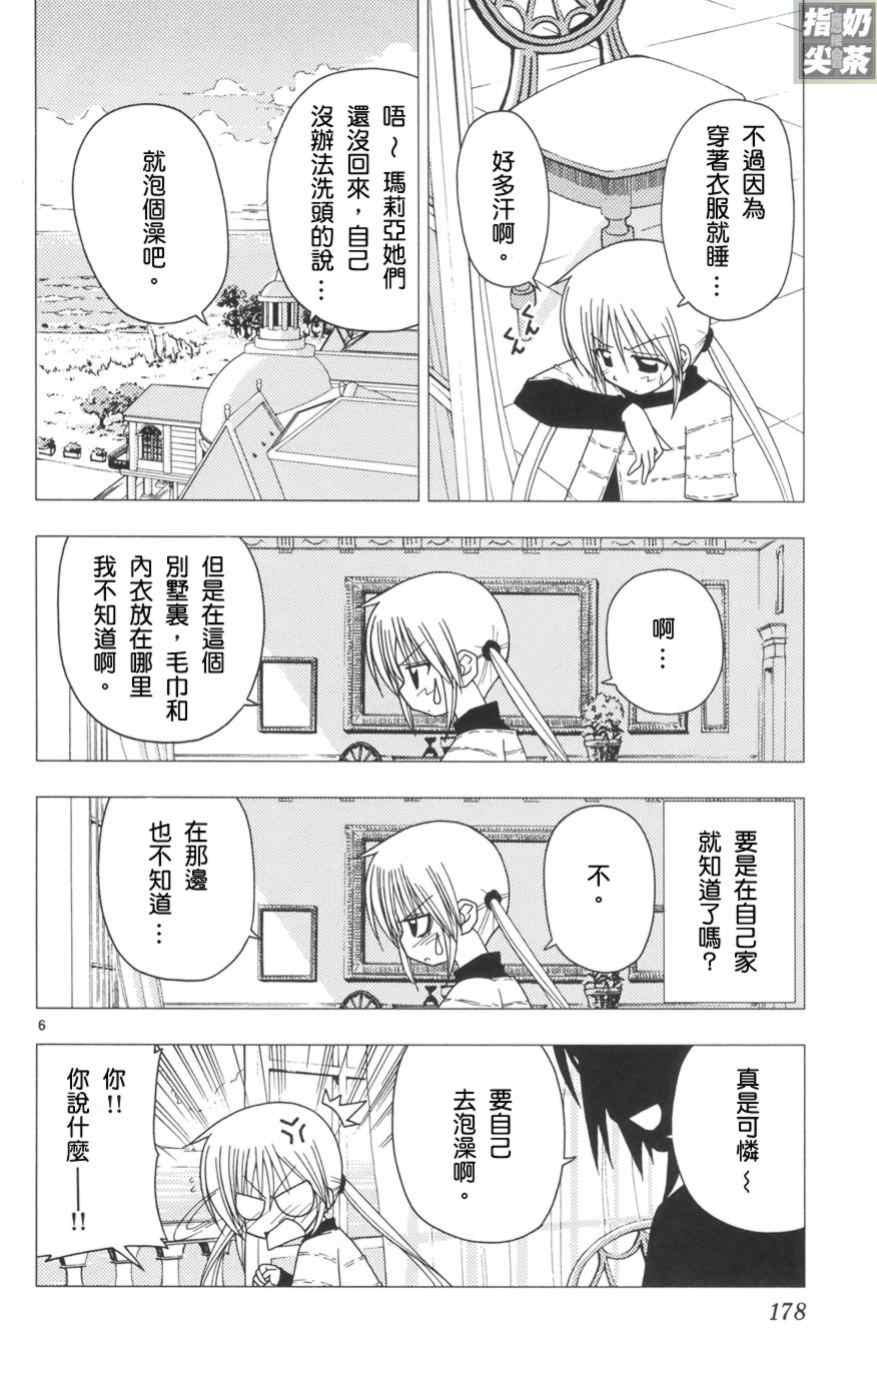 指奶
尖茶
不過因為
穿著衣服就睡…
好多汗啊。
くんくん
唔～瑪莉亞她們
還沒回來，自己
沒辦法洗頭的說…
就泡個澡吧。
啊…
但是在這個
別墅裏，毛巾和
內衣放在哪里
我不知道啊。
要是在自己家
就知道了嗎？
不。
在那邊
也不知道…
6
真是可憐～
要自己
去泡澡啊。
你!!
你說什麼——!!
178